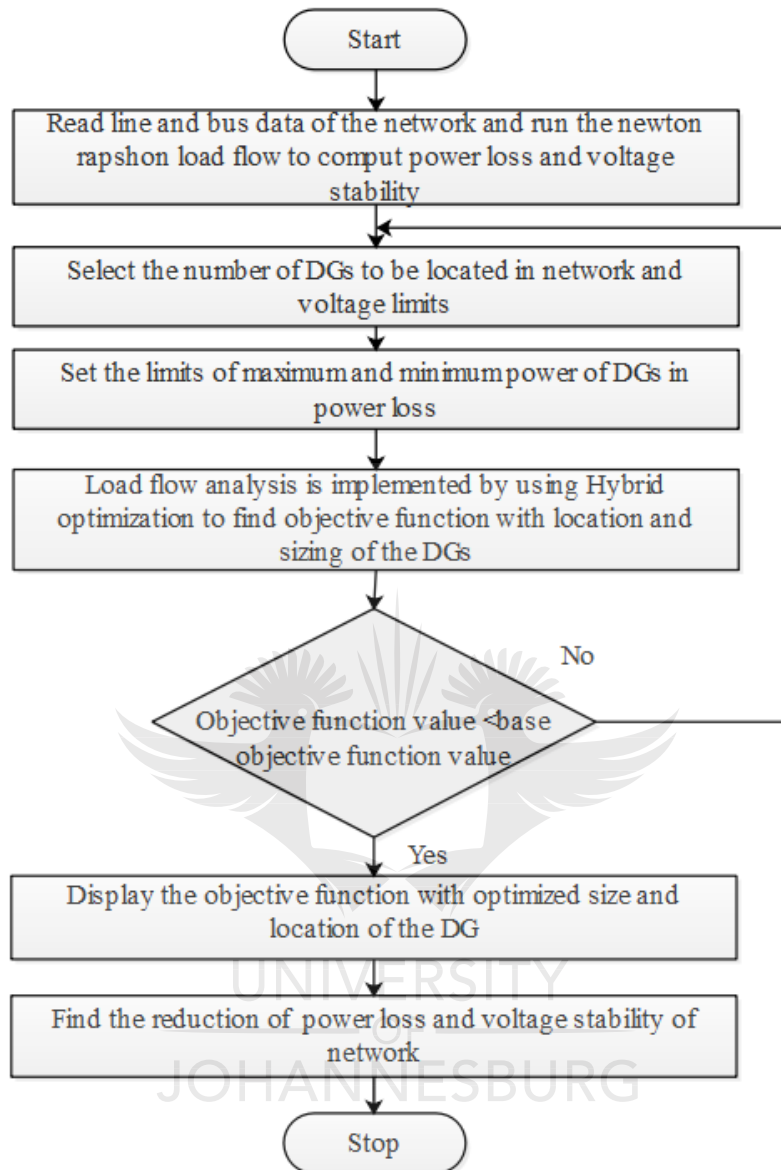 Start
Read line and bus data of the network and run the newton
rapshon load flow to comput power loss and voltage
stability
Select the number of DGs to be located in network and
voltage limits
Set the limits of maximum and minimum power of DGs in
power loss
Load flow analysis is implemented by using Hybrid
optimization to find objective function with location and
sizing of the DGs
No
Objective function value <base
objective function value
Yes
Display the objective function with optimized size and
location of the DG
UNIVERSITY
Find the reduction of power loss and voltage stability of
OF
network
JOHANNESBURG
Stop